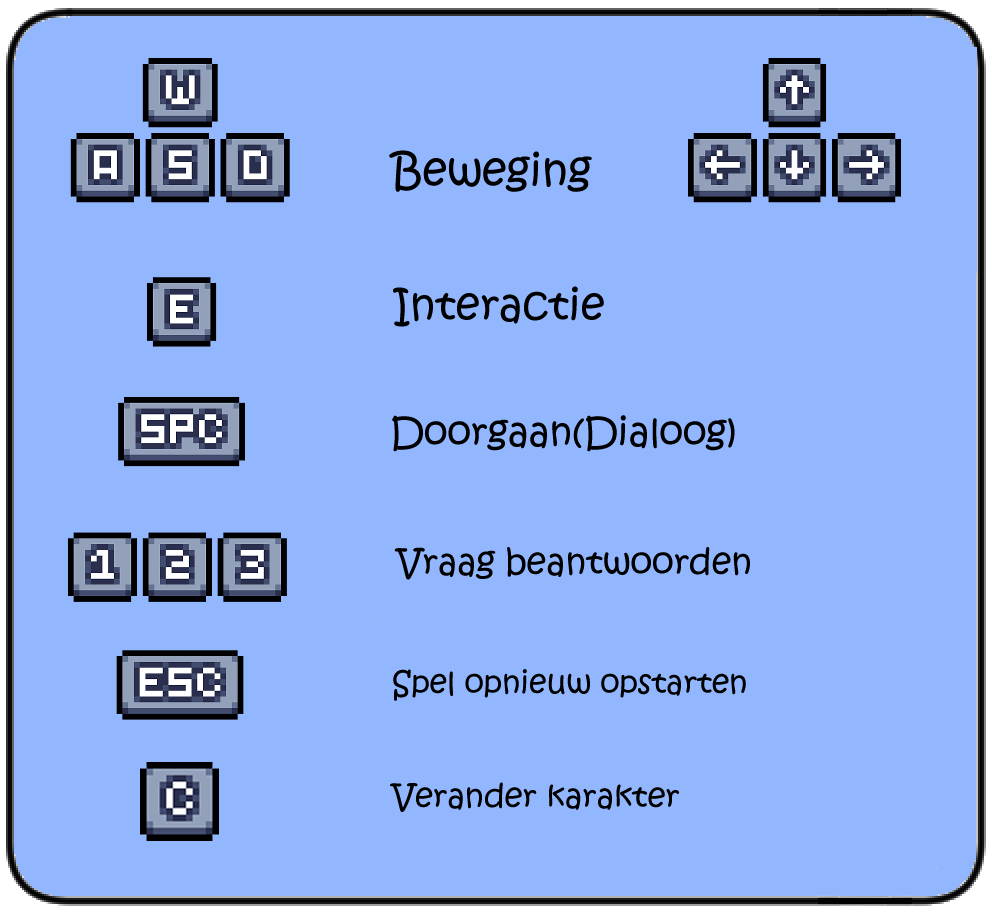 W
A S D Beweging ← ↓ →
↑
E Interactie
SPC Doorgaan(Dialoog)
1 2 3 Vraag beantwoorden
ESC Spel opnieuw opstarten
C Verander karakter